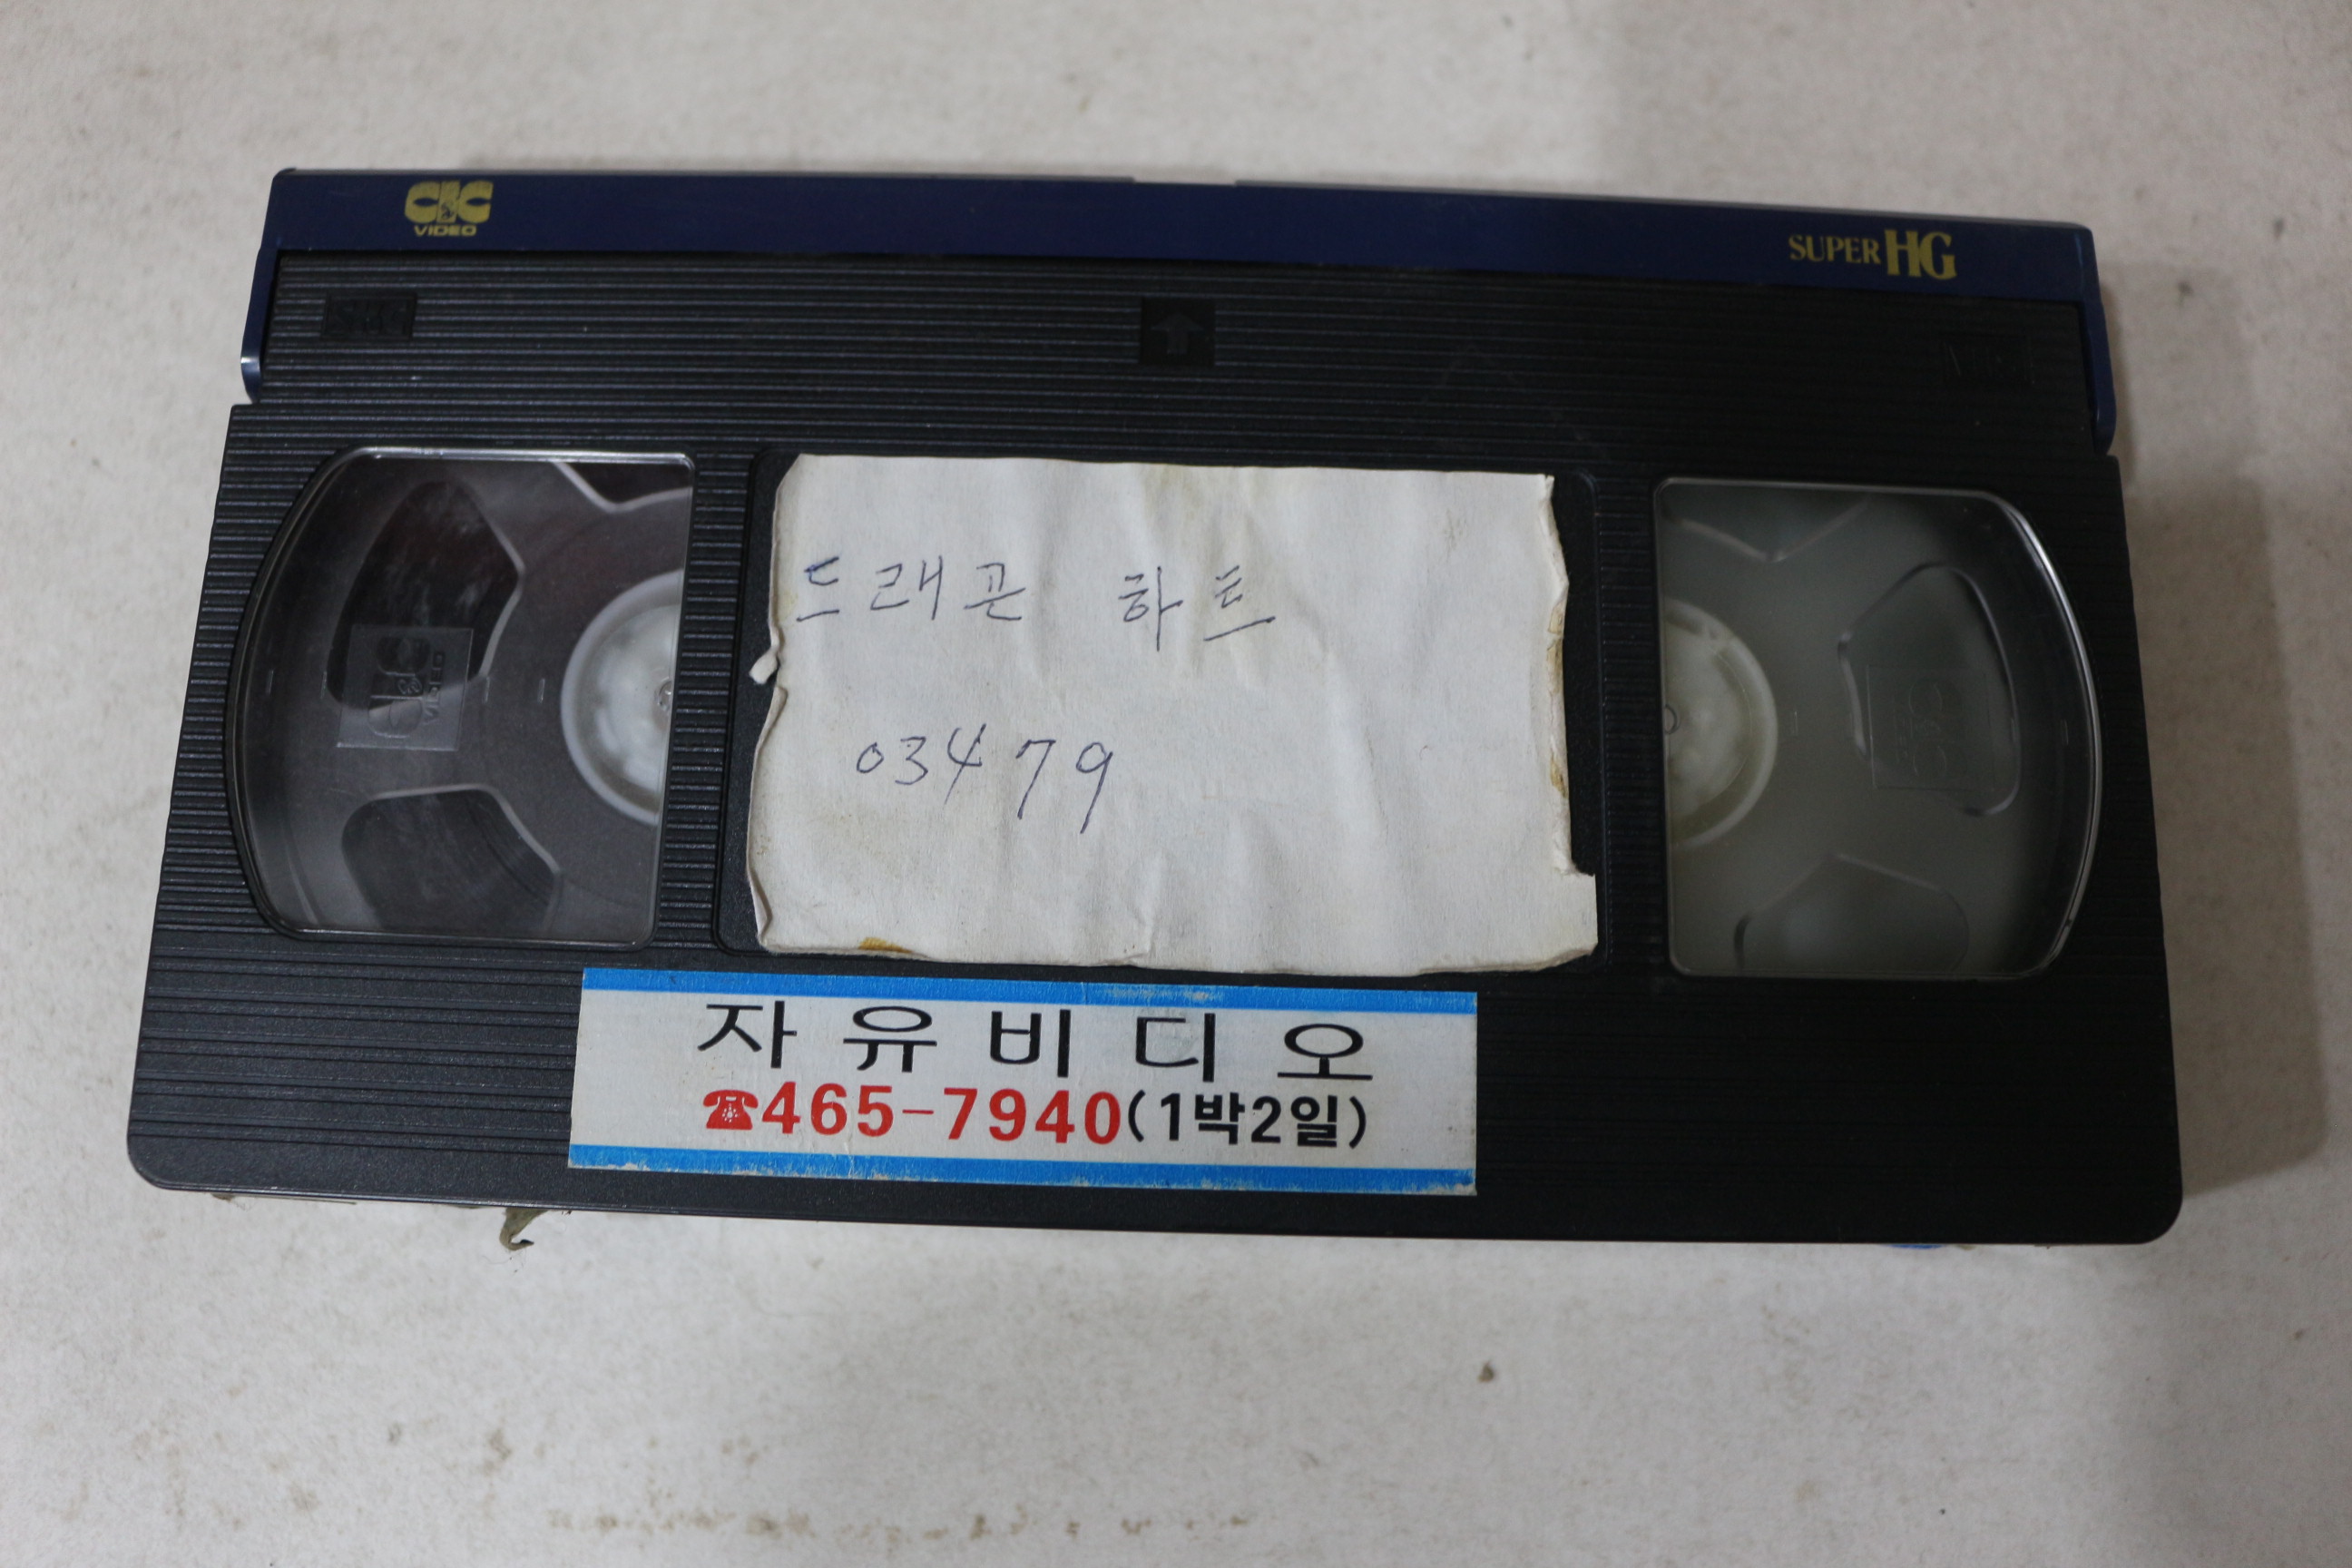 CIC
VIDEO
SUPER HG
드래곤 하트
03479
자유비디오
☎465-7940(1박2일)